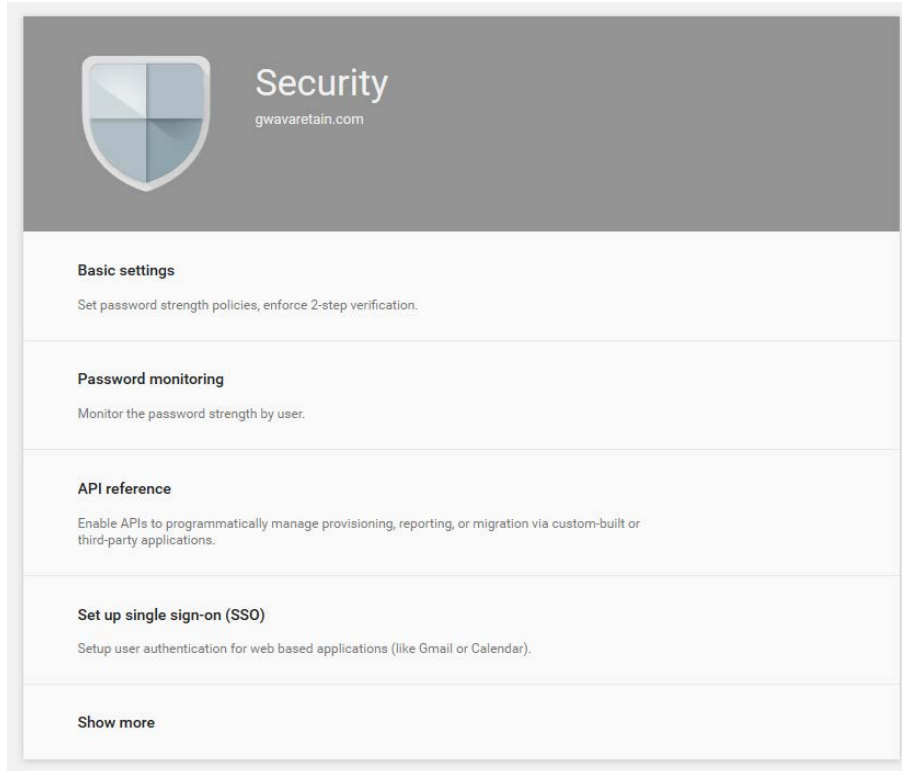 Security
gwavaretain.com
Basic settings
Set password strength policies, enforce 2-step verification.
Password monitoring
Monitor the password strength by user.
API reference
Enable APIs to programmatically manage provisioning, reporting, or migration via custom-built or
third-party applications.
Set up single sign-on (SSO)
Setup user authentication for web based applications (like Gmail or Calendar).
Show more